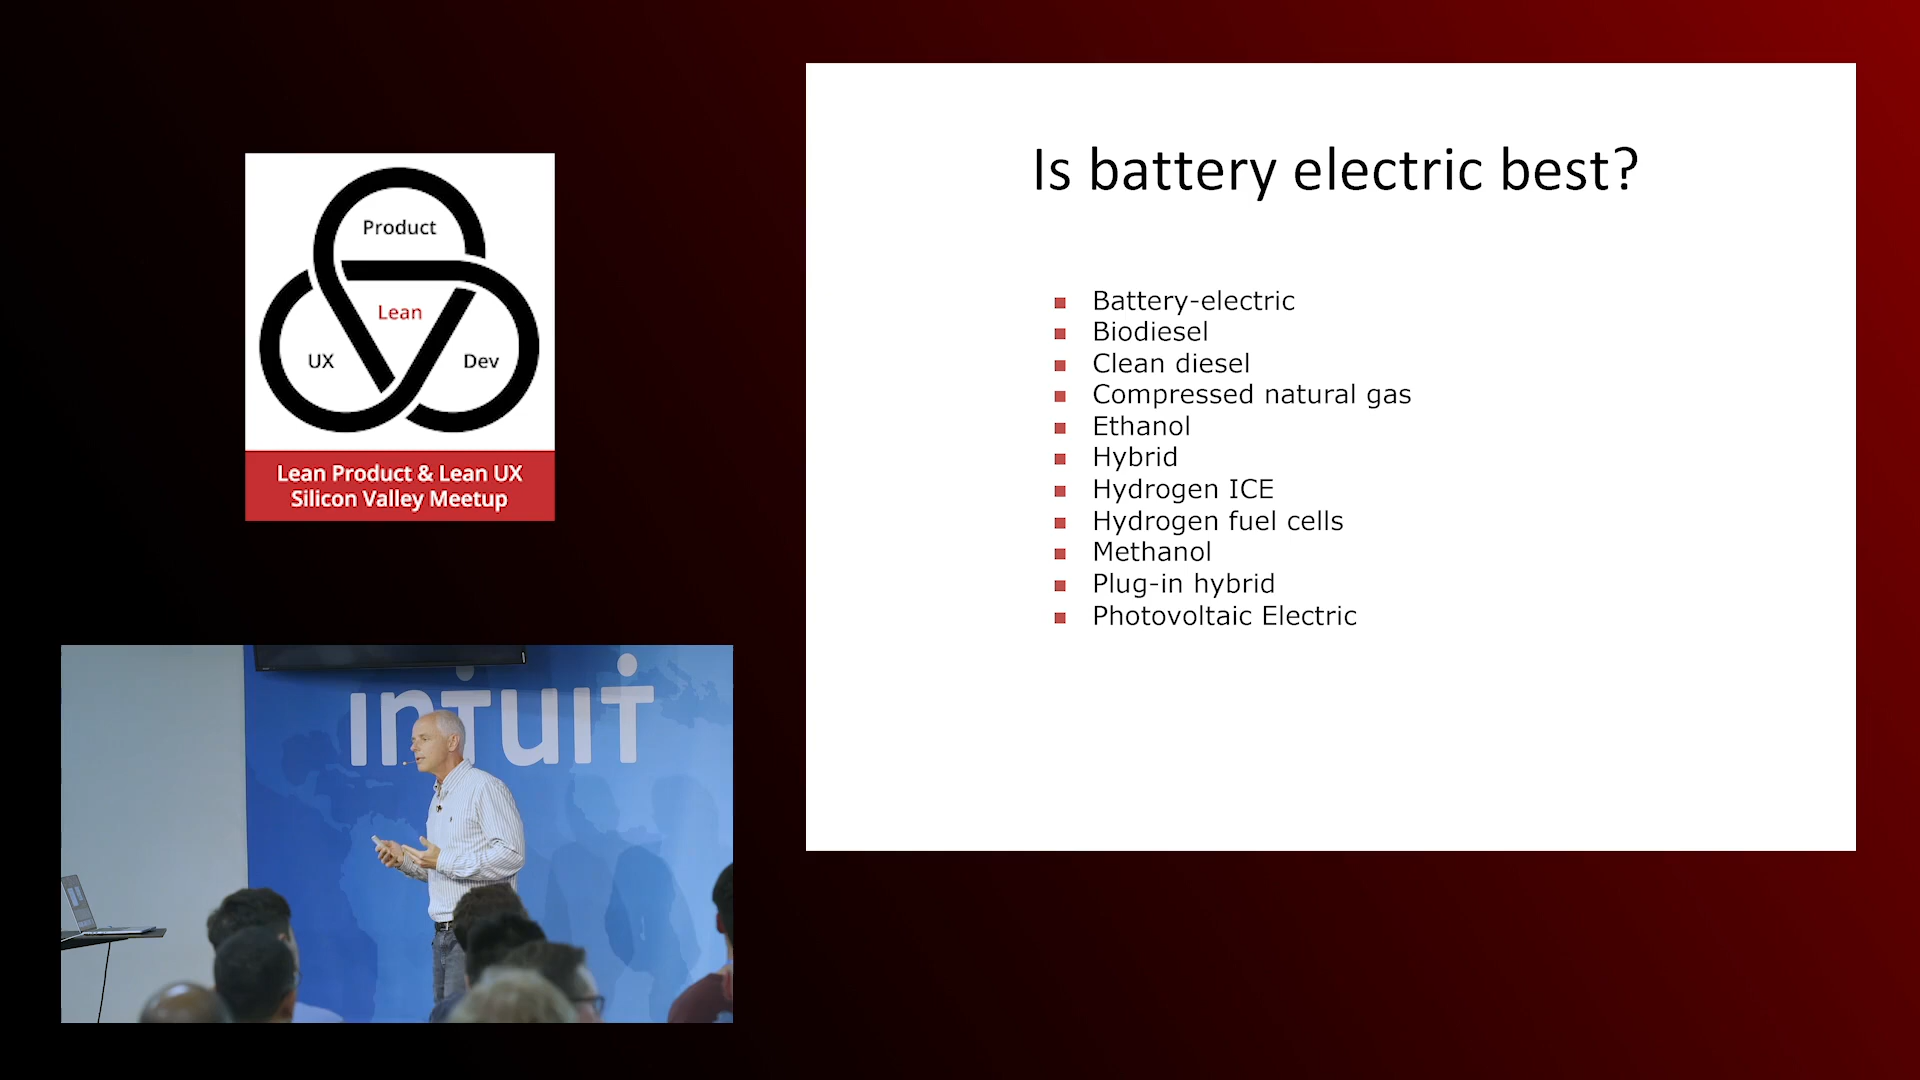 Product
Lean
UX
Dev
Lean Product & Lean UX
Silicon Valley Meetup
Is battery electric best?
Battery-electric
Biodiesel
Clean diesel
Compressed natural gas
Ethanol
Hybrid
Hydrogen ICE
Hydrogen fuel cells
Methanol
Plug-in hybrid
Photovoltaic Electric
intuit